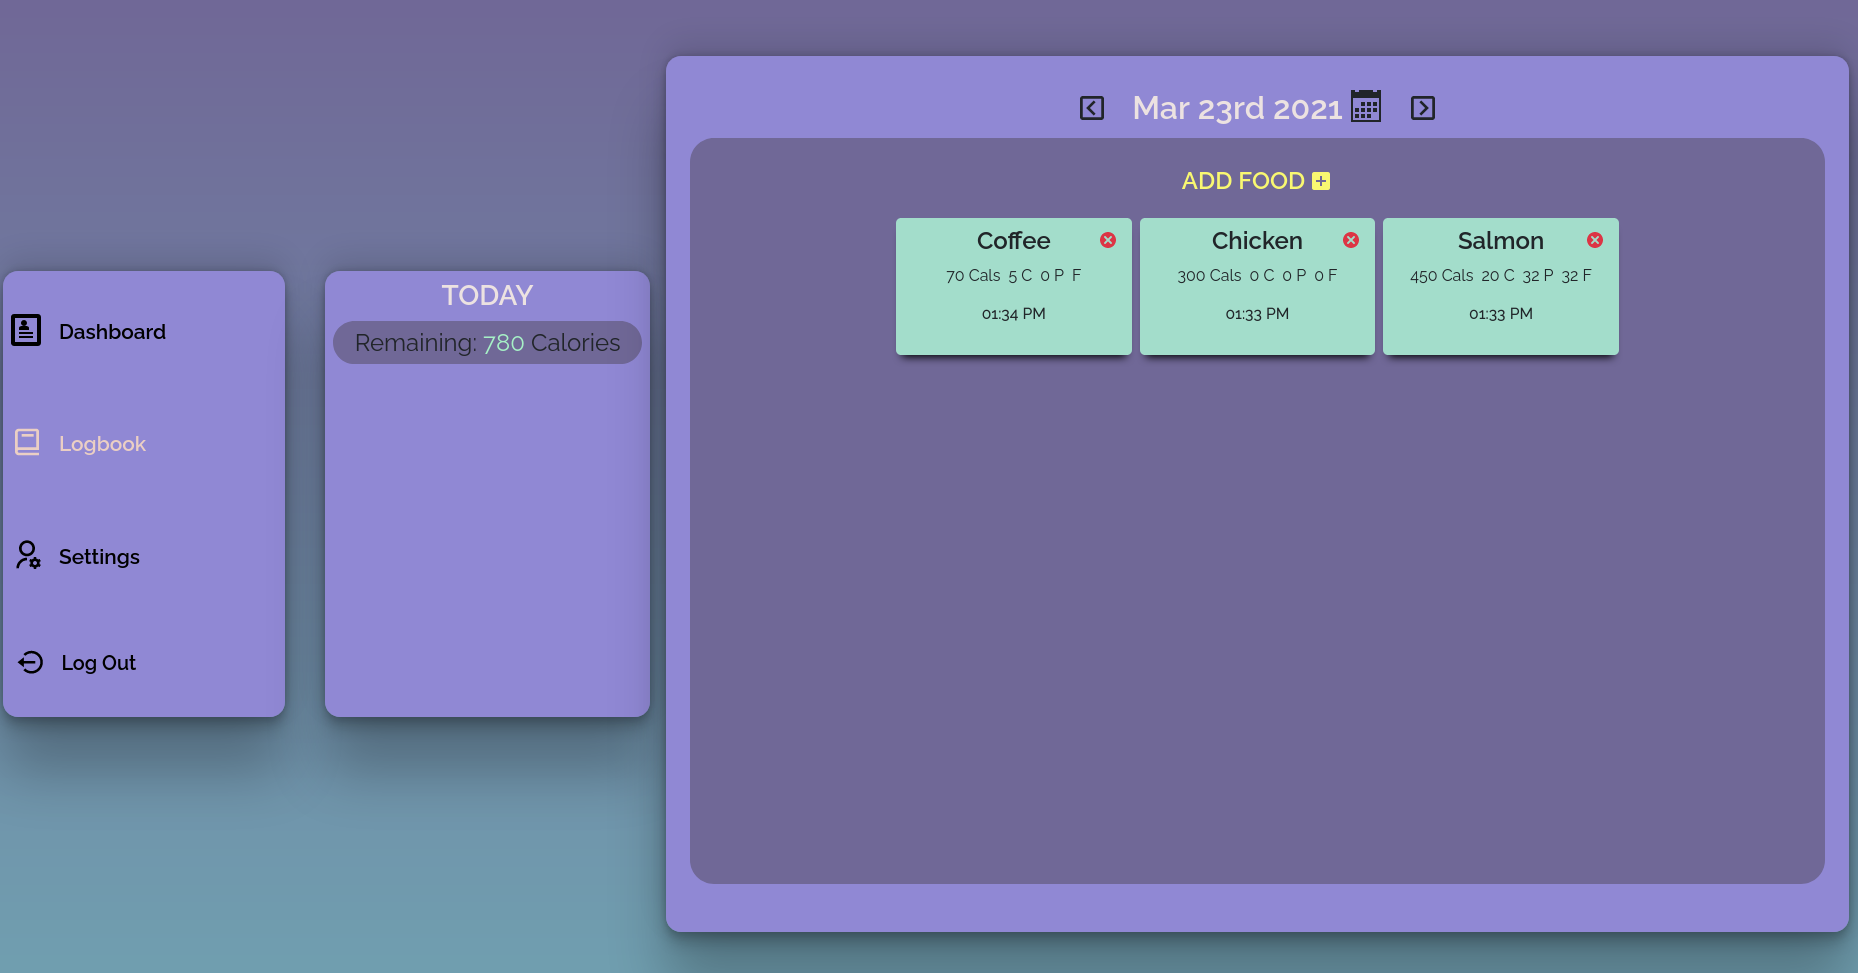 Dashboard
Logbook
Settings
Log Out
TODAY
Remaining: 780 Calories
Mar 23rd 2021
ADD FOOD
Coffee
70 Cals 5 C 0 P F
01:34 PM
Chicken
300 Cals 0 C 0 P 0 F
01:33 PM
Salmon
450 Cals 20 C 32 P 32 F
01:33 PM